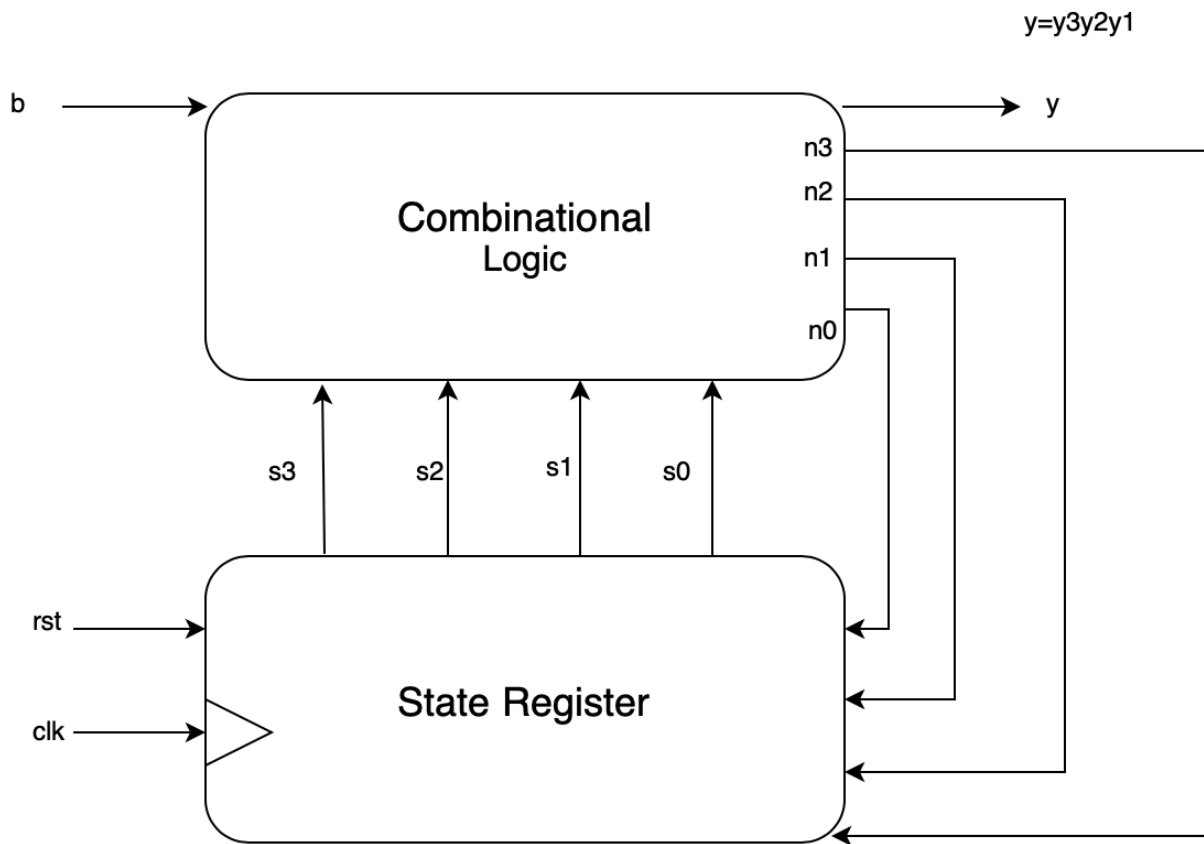 y=y3y2y1
b
y
n3
n2
Combinational
Logic
n1
n0
s3
s2
s1
s0
rst
State Register
clk